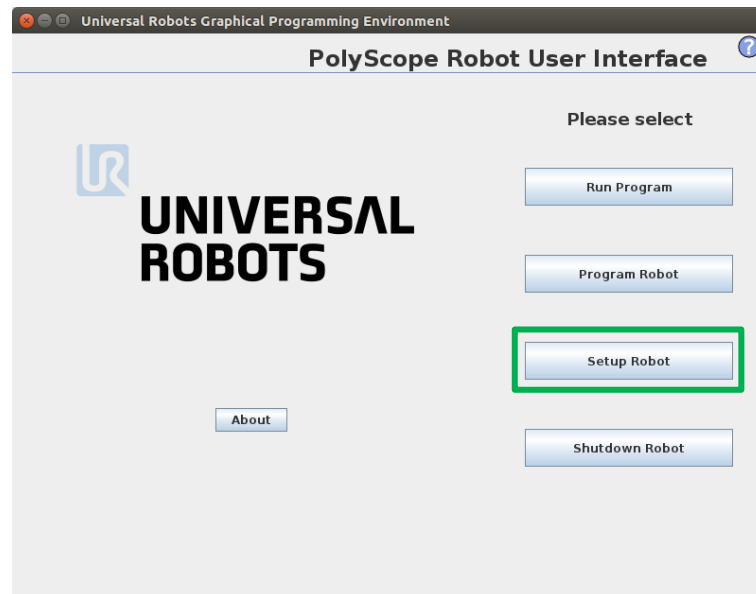 Universal Robots Graphical Programming Environment
PolyScope Robot User Interface
?
Please select
UR
UNIVERSAL
ROBOTS
Run Program
Program Robot
Setup Robot
About
Shutdown Robot